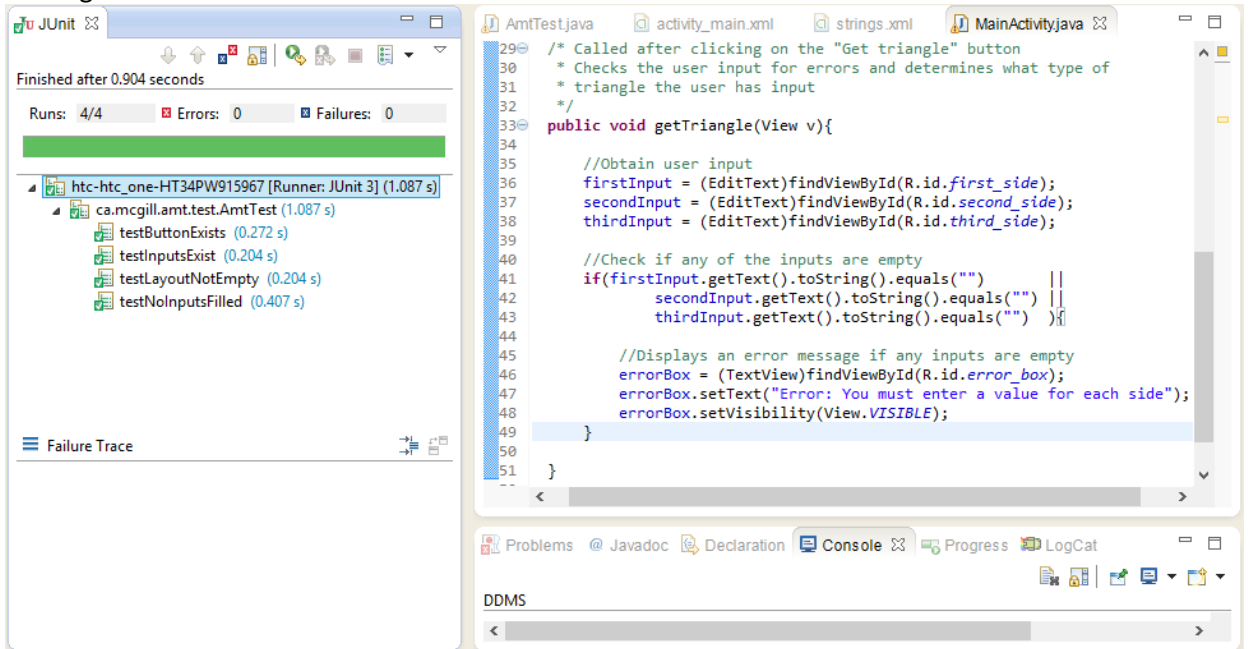 JUnit
Finished after 0.904 seconds
Runs: 4/4 Errors: 0 Failures: 0
htc-htc_one-HT34PW915967 [Runner: JUnit 3] (1.087 s)
ca.mcgill.amt.test.AmtTest (1.087 s)
testButtonExists (0.272 s)
testInputsExist (0.204 s)
testLayoutNotEmpty (0.204 s)
testNoInputsFilled (0.407 s)
Failure Trace
AmtTest.java activity_main.xml strings.xml MainActivity.java
29 /* Called after clicking on the "Get triangle" button
30 * Checks the user input for errors and determines what type of
31 * triangle the user has input
32 */
33 public void getTriangle(View v){
34
35 //Obtain user input
36 firstInput = (EditText)findViewById(R.id.first_side);
37 secondInput = (EditText)findViewById(R.id.second_side);
38 thirdInput = (EditText)findViewById(R.id.third_side);
39
40 //Check if any of the inputs are empty
41 if(firstInput.getText().toString().equals("") ||
42 secondInput.getText().toString().equals("") ||
43 thirdInput.getText().toString().equals("") ){
44
45 //Displays an error message if any inputs are empty
46 errorBox = (TextView)findViewById(R.id.error_box);
47 errorBox.setText("Error: You must enter a value for each side");
48 errorBox.setVisibility(View.VISIBLE);
49 }
50
51 }
Problems @ Javadoc Declaration Console Progress LogCat
DDMS